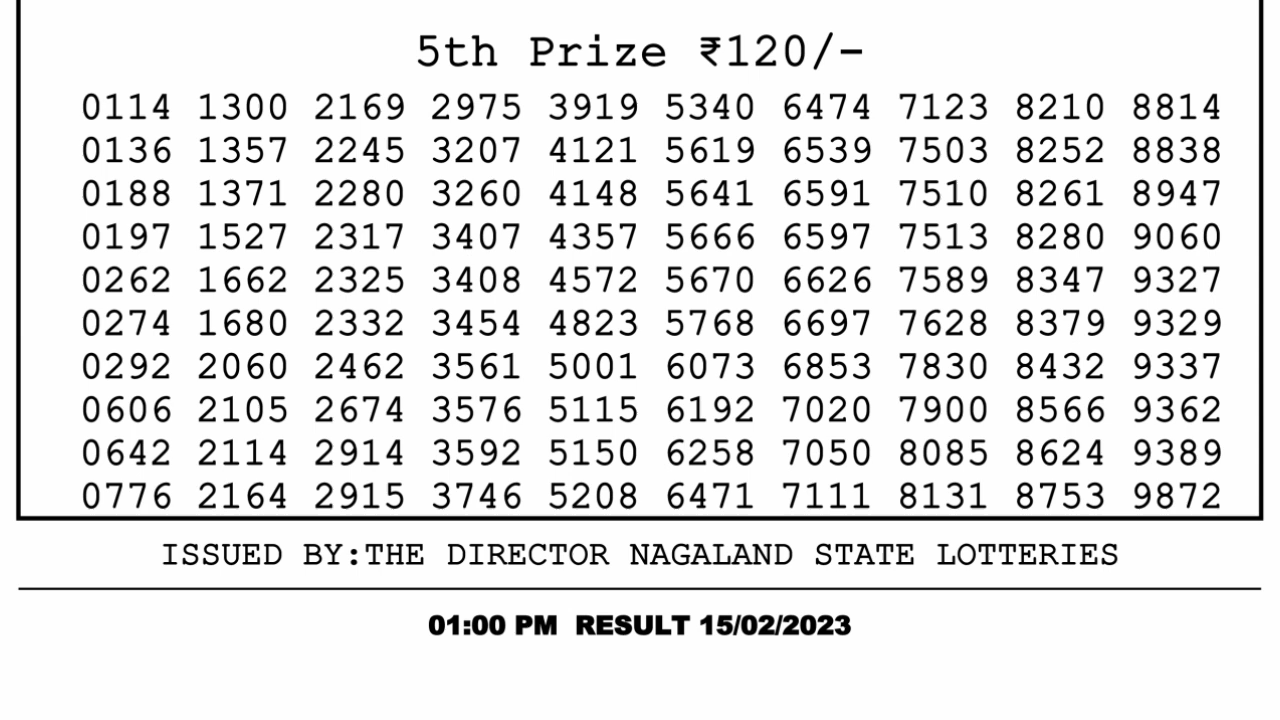 5th Prize ₹120/-
0114 1300 2169 2975 3919 5340 6474 7123 8210 8814
0136 1357 2245 3207 4121 5619 6539 7503 8252 8838
0188 1371 2280 3260 4148 5641 6591 7510 8261 8947
0197 1527 2317 3407 4357 5666 6597 7513 8280 9060
0262 1662 2325 3408 4572 5670 6626 7589 8347 9327
0274 1680 2332 3454 4823 5768 6697 7628 8379 9329
0292 2060 2462 3561 5001 6073 6853 7830 8432 9337
0606 2105 2674 3576 5115 6192 7020 7900 8566 9362
0642 2114 2914 3592 5150 6258 7050 8085 8624 9389
0776 2164 2915 3746 5208 6471 7111 8131 8753 9872
ISSUED BY:THE DIRECTOR NAGALAND STATE LOTTERIES
01:00 PM RESULT 15/02/2023